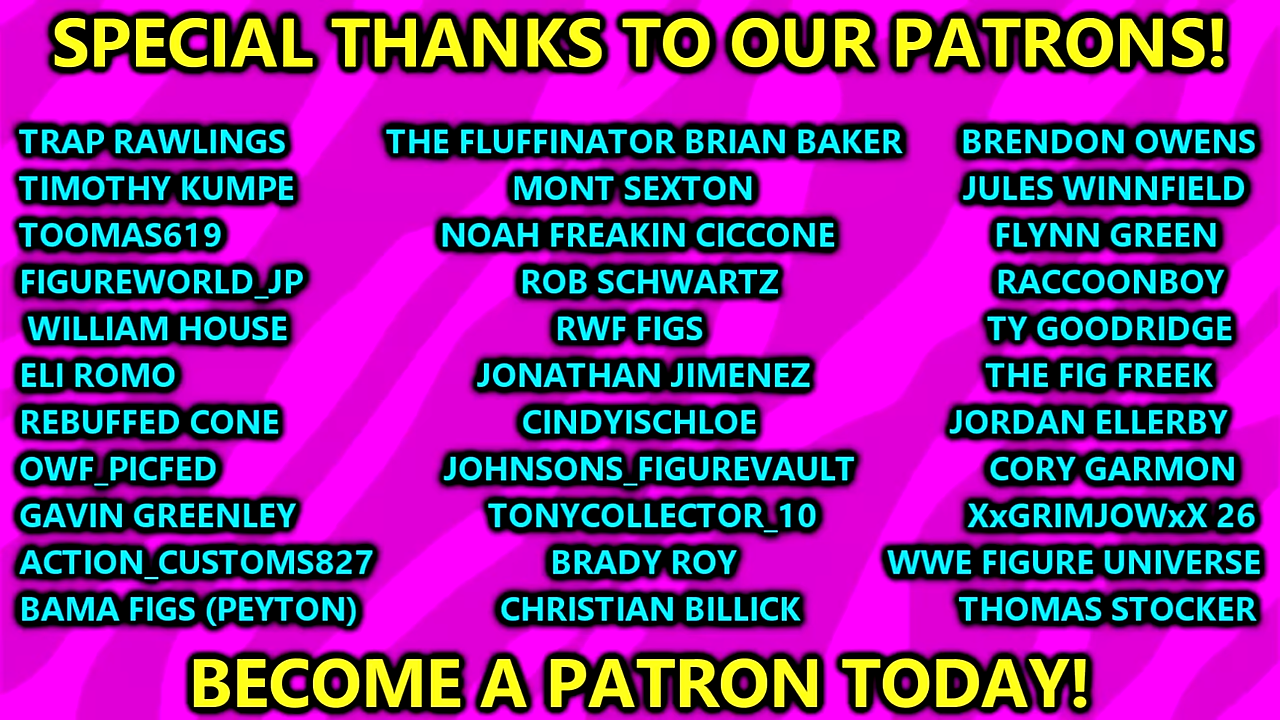 SPECIAL THANKS TO OUR PATRONS!
TRAP RAWLINGS
TIMOTHY KUMPE
TOOMAS619
FIGUREWORLD_JP
WILLIAM HOUSE
ELI ROMO
REBUFFED CONE
OWF_PICFED
GAVIN GREENLEY
ACTION_CUSTOMS827
BAMA FIGS (PEYTON)
THE FLUFFINATOR BRIAN BAKER
MONT SEXTON
NOAH FREAKIN CICCONE
ROB SCHWARTZ
RWF FIGS
JONATHAN JIMENEZ
CINDYISCHLOE
JOHNSONS_FIGUREVAULT
TONYCOLLECTOR_10
BRADY ROY
CHRISTIAN BILLICK
BRENDON OWENS
JULES WINNFIELD
FLYNN GREEN
RACCOONBOY
TY GOODRIDGE
THE FIG FREEK
JORDAN ELLERBY
CORY GARMON
XxGRIMJOWxX 26
WWE FIGURE UNIVERSE
THOMAS STOCKER
BECOME A PATRON TODAY!